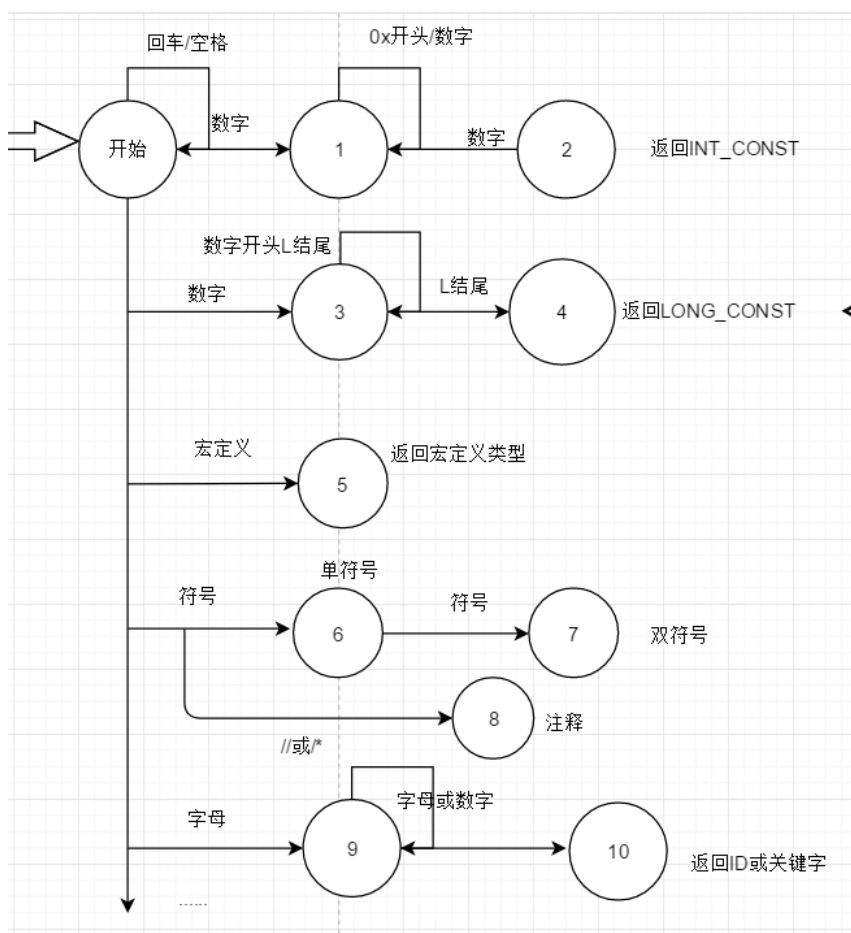 回车/空格
0x开头/数字
数字
数字
开始
1
2
返回INT_CONST
数字开头L结尾
数字
L结尾
3
4
返回LONG_CONST
宏定义
返回宏定义类型
5
单符号
符号
符号
6
7
双符号
8
注释
//或/*
字母或数字
字母
9
10
返回ID或关键字
......